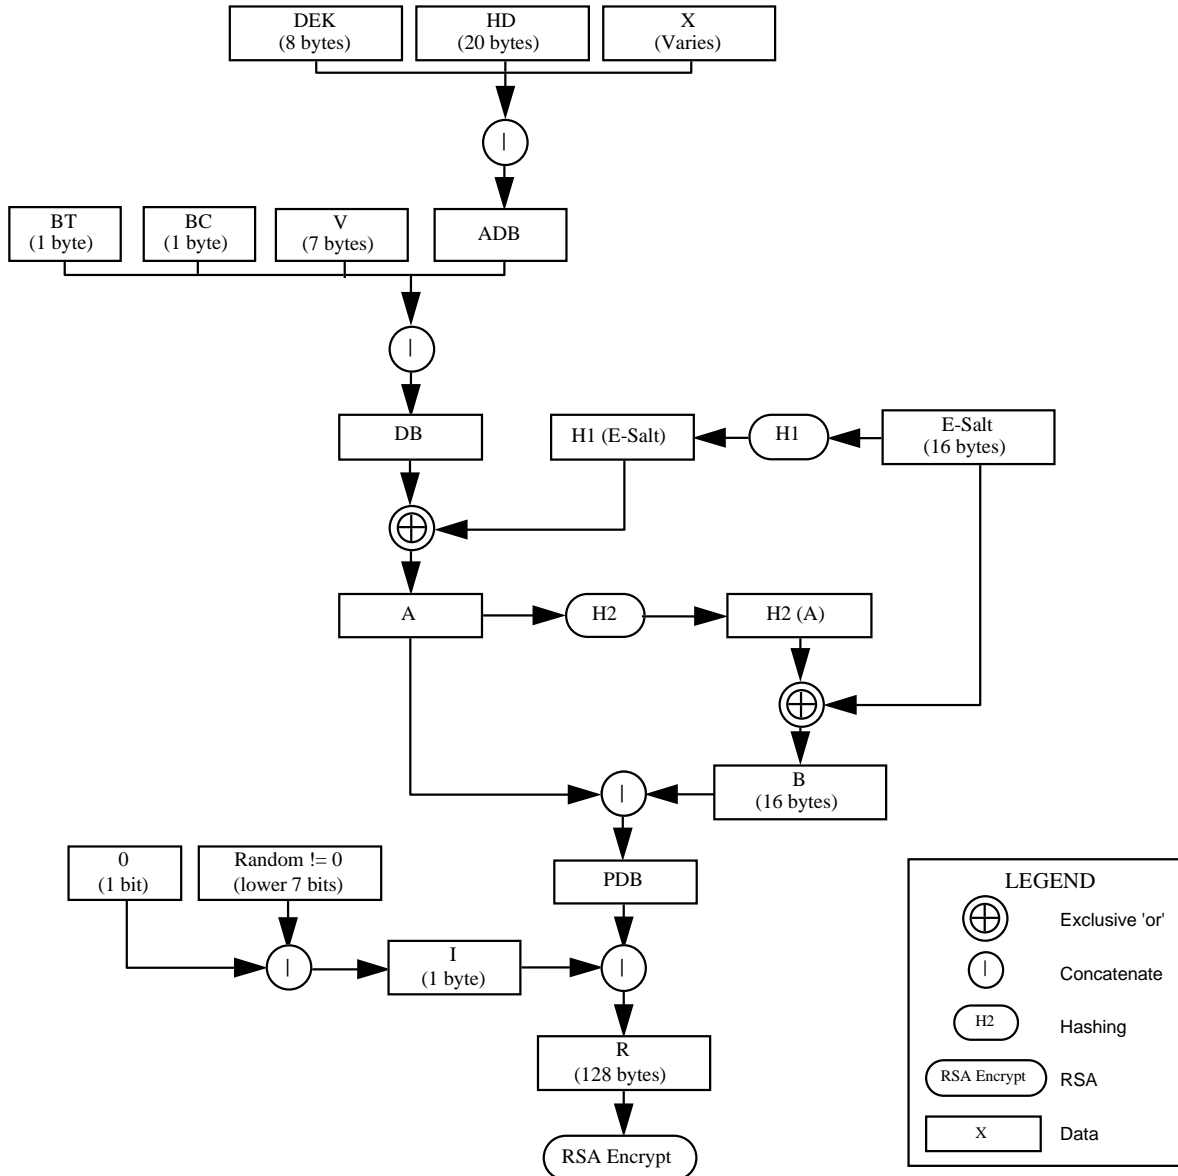 DEK
(8 bytes)
HD
(20 bytes)
X
(Varies)
|
BT
(1 byte)
BC
(1 byte)
V
(7 bytes)
ADB
|
DB
H1 (E-Salt)
H1
E-Salt
(16 bytes)
A
H2
H2 (A)
|
B
(16 bytes)
0
(1 bit)
Random != 0
(lower 7 bits)
PDB
|
I
(1 byte)
|
R
(128 bytes)
RSA Encrypt
LEGEND
Exclusive 'or'
|
Concatenate
H2
Hashing
RSA Encrypt
RSA
X
Data